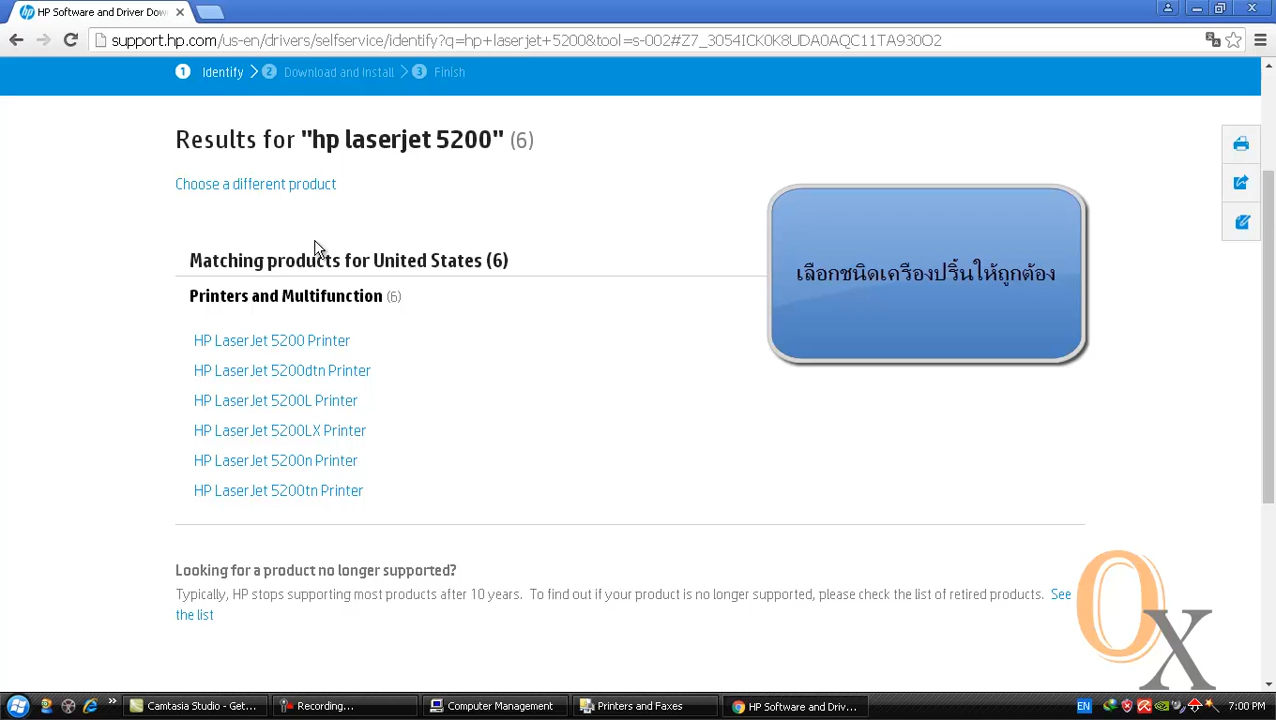 HP Software and Driver Dow
support.hp.com/us-en/drivers/selfservice/identify?q=hp+laserjet+5200&tool=s-002#Z7_3054ICK0K8UDA0AQC11TA930O2
1 Identify 2 Download and Install 3 Finish
Results for "hp laserjet 5200" (6)
Choose a different product
Matching products for United States (6)
Printers and Multifunction (6)
HP LaserJet 5200 Printer
HP LaserJet 5200dtn Printer
HP LaserJet 5200L Printer
HP LaserJet 5200LX Printer
HP LaserJet 5200n Printer
HP LaserJet 5200tn Printer
เลือกชนิดเครื่องปริ้นให้ถูกต้อง
Looking for a product no longer supported?
Typically, HP stops supporting most products after 10 years. To find out if your product is no longer supported, please check the list of retired products. See
the list
OX
Camtasia Studio - Get... Recording... Computer Management Printers and Faxes HP Software and Driv... EN 7:00 PM